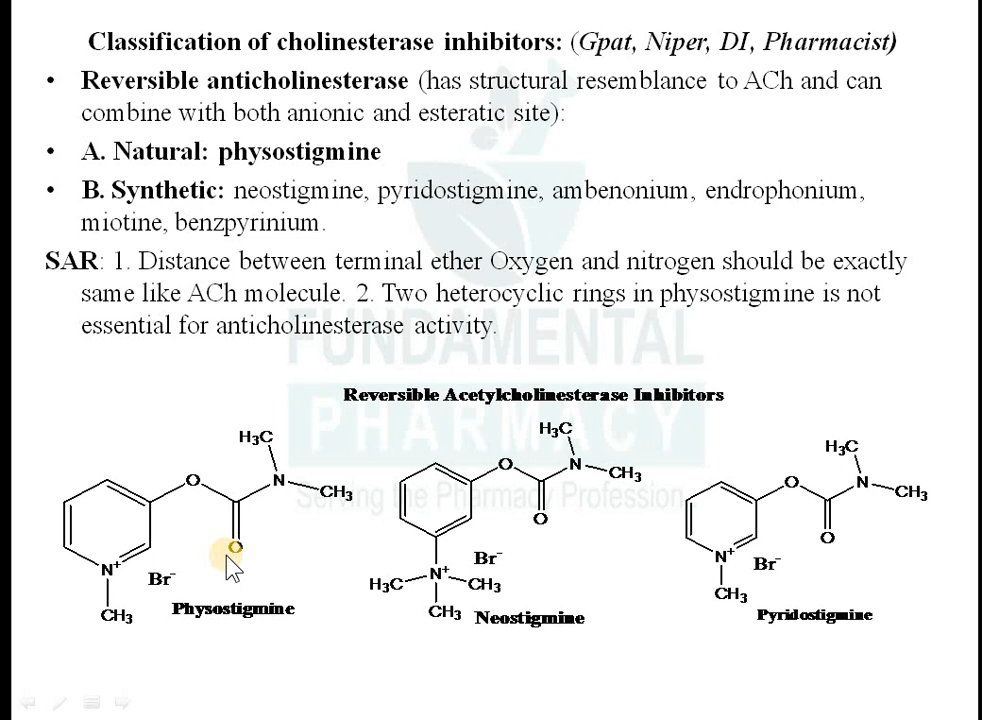 Classification of cholinesterase inhibitors: (Gpat, Niper, DI, Pharmacist)
• Reversible anticholinesterase (has structural resemblance to ACh and can
combine with both anionic and esteratic site):
• A. Natural: physostigmine
• B. Synthetic: neostigmine, pyridostigmine, ambenonium, endrophonium,
miotine, benzpyrinium.
SAR: 1. Distance between terminal ether Oxygen and nitrogen should be exactly
same like ACh molecule. 2. Two heterocyclic rings in physostigmine is not
essential for anticholinesterase activity.
FUNDAMENTAL
PHARMACY
Serving the Pharmacy Profession
Reversible Acetylcholinesterase Inhibitors
H₃C
O
N
CH₃
O
N⁺
Br⁻
CH₃
Physostigmine
H₃C
O
N
CH₃
O
Br⁻
H₃C
N⁺
CH₃
CH₃
Neostigmine
H₃C
O
N
CH₃
O
N⁺
Br⁻
CH₃
Pyridostigmine